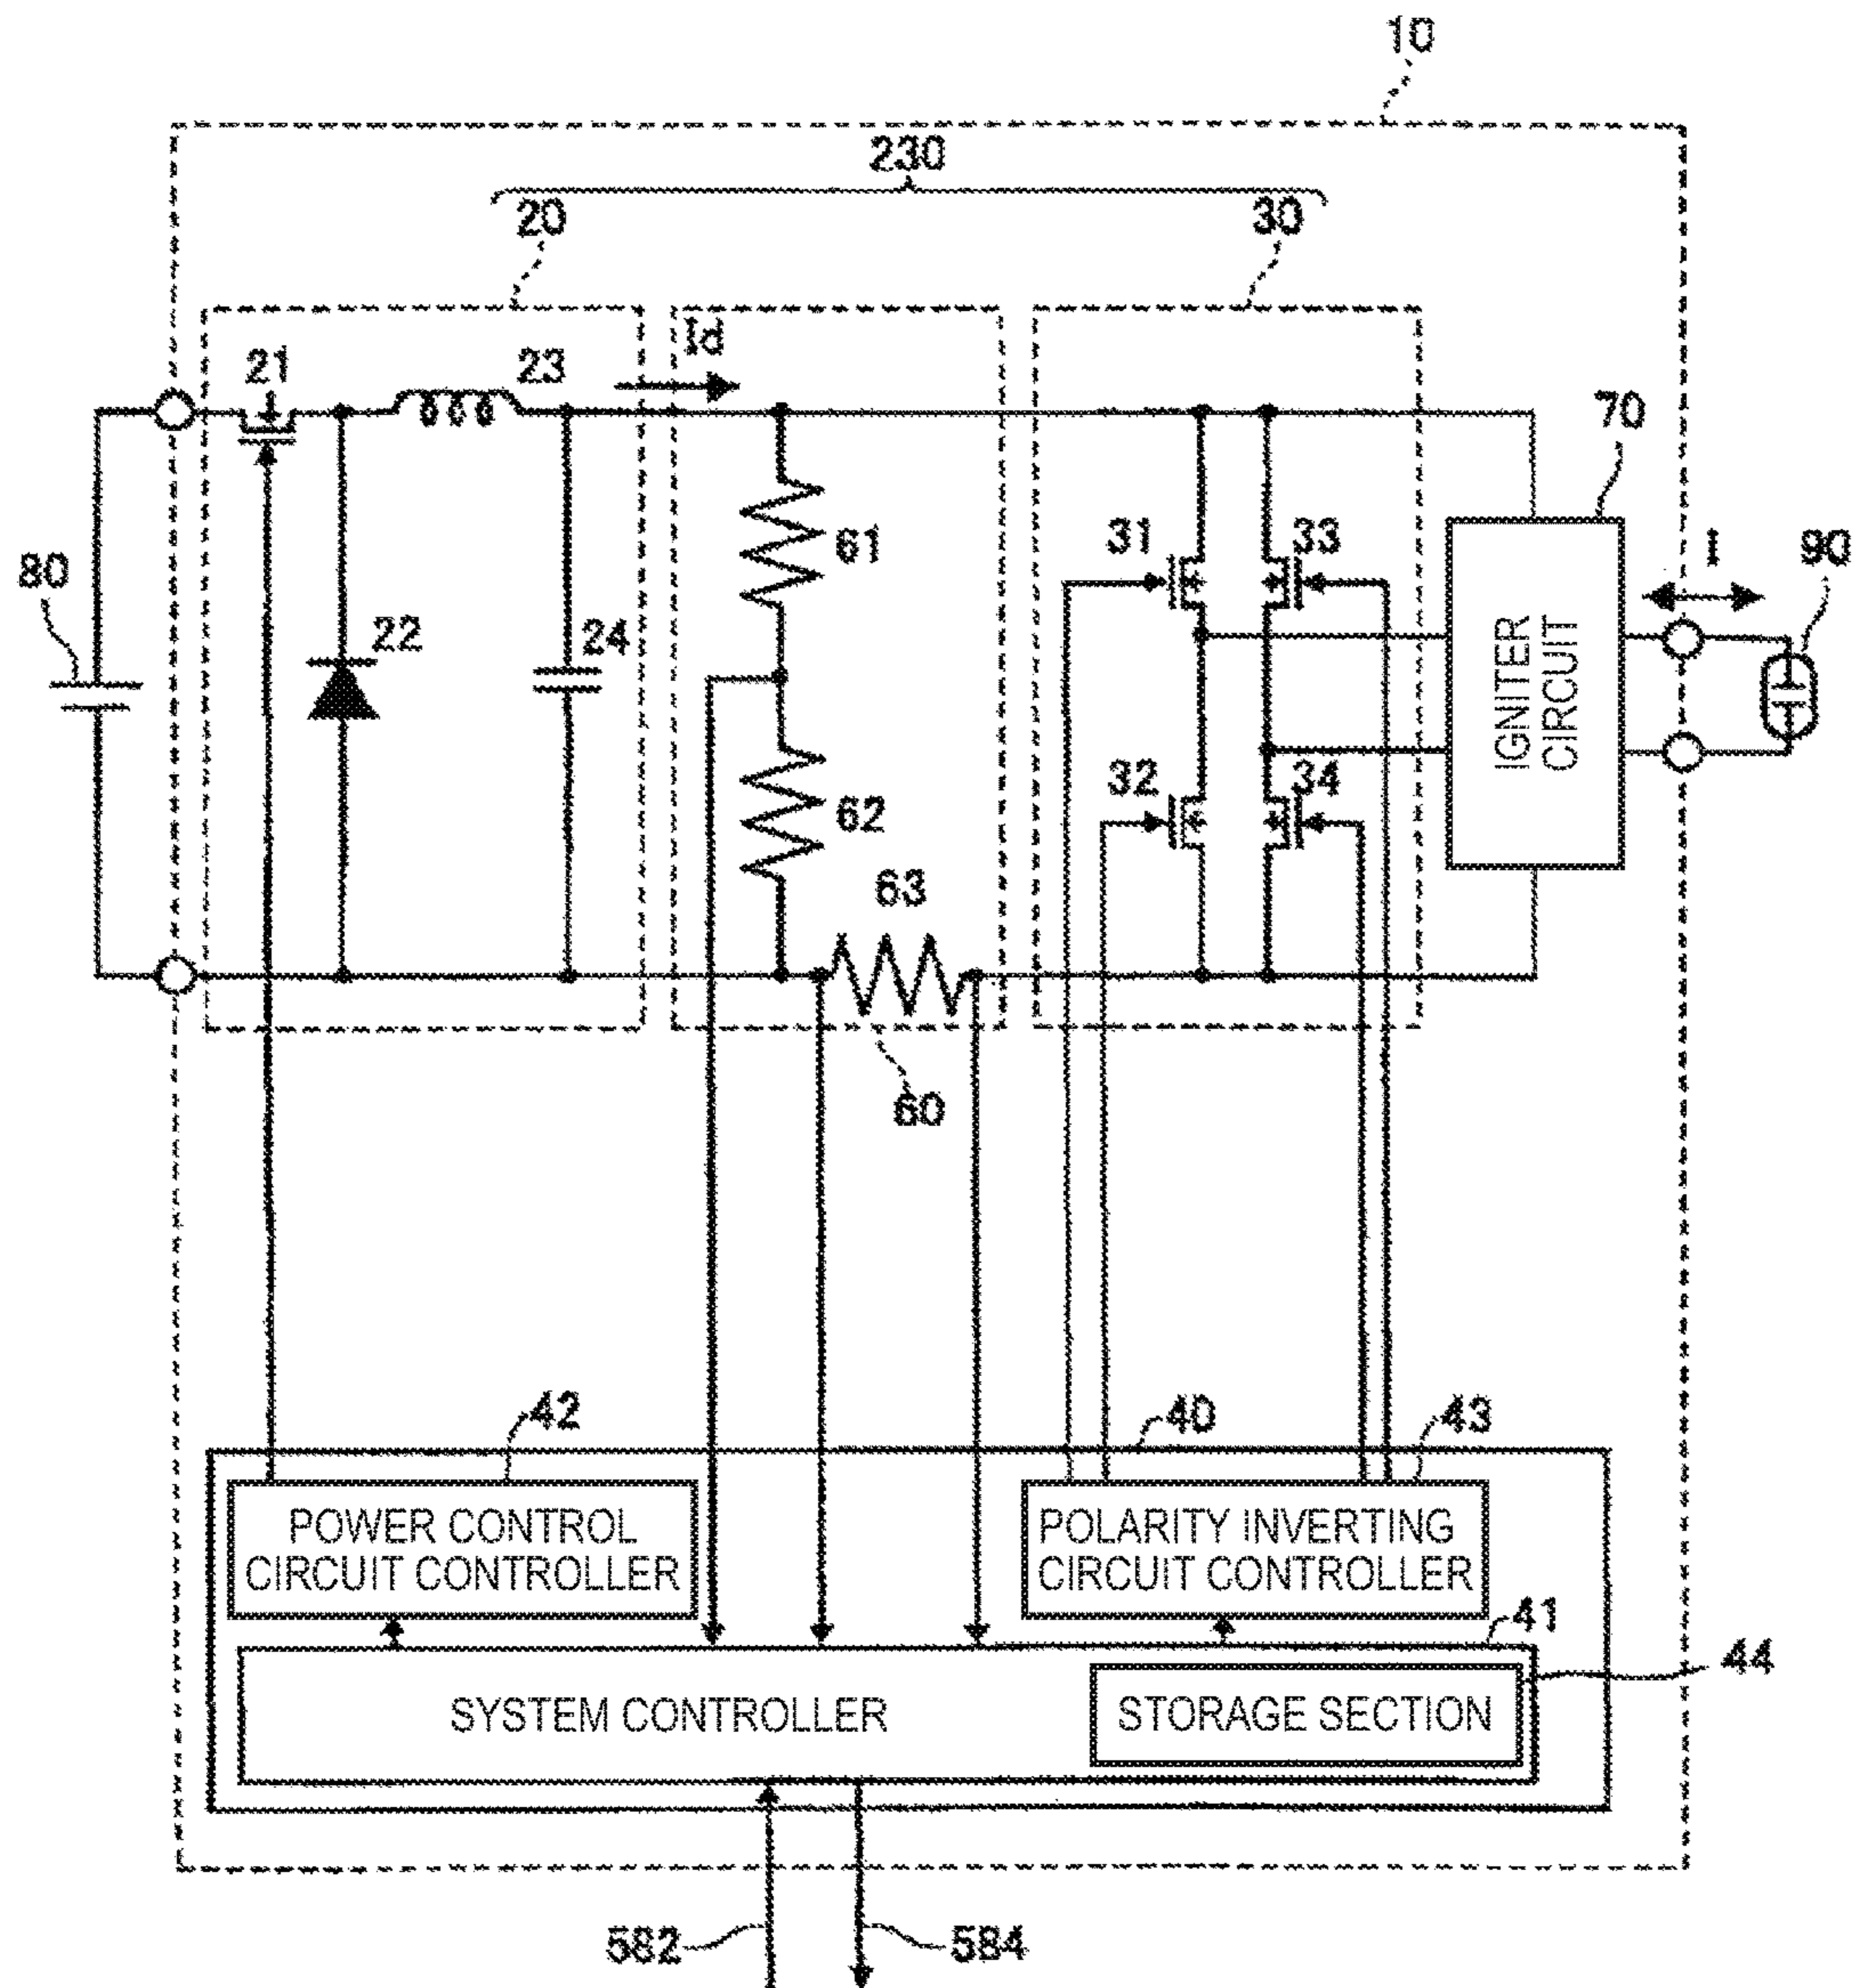 10
230
20
30
Id
21
23
70
31
33
61
90
I
80
22
24
IGNITER
CIRCUIT
32
34
62
63
60
42
40
43
POWER CONTROL
CIRCUIT CONTROLLER
POLARITY INVERTING
CIRCUIT CONTROLLER
41
44
SYSTEM CONTROLLER
STORAGE SECTION
582
584